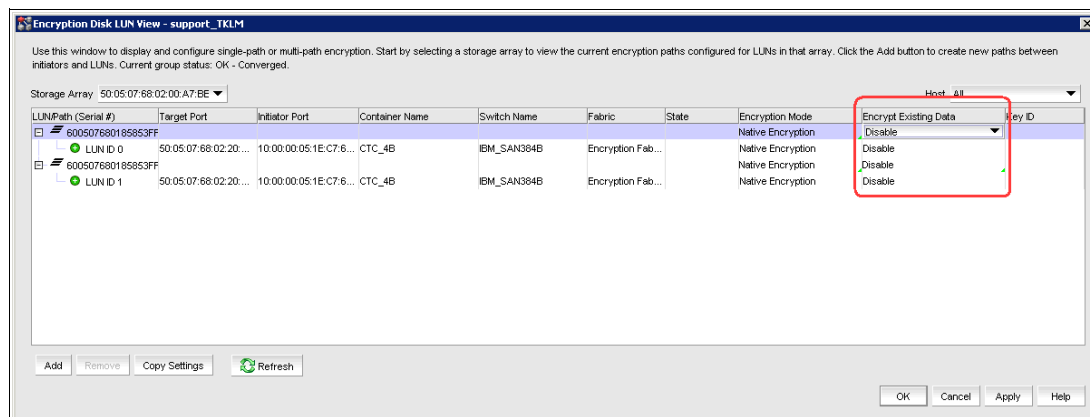 Encryption Disk LUN View - support_TKLM
Use this window to display and configure single-path or multi-path encryption. Start by selecting a storage array to view the current encryption paths configured for LUNs in that array. Click the Add button to create new paths between
initiators and LUNs. Current group status: OK - Converged.
Storage Array 50:05:07:68:02:00:A7:BE Host All
LUN/Path (Serial #) Target Port Initiator Port Container Name Switch Name Fabric State Encryption Mode Encrypt Existing Data Key ID
600507680185853FF Native Encryption Disable
LUN ID 0 50:05:07:68:02:20:... 10:00:00:05:1E:C7:6... CTC_4B IBM_SAN384B Encryption Fab... Native Encryption Disable
600507680185853FF Native Encryption Disable
LUN ID 1 50:05:07:68:02:20:... 10:00:00:05:1E:C7:6... CTC_4B IBM_SAN384B Encryption Fab... Native Encryption Disable
Add Remove Copy Settings Refresh
OK Cancel Apply Help